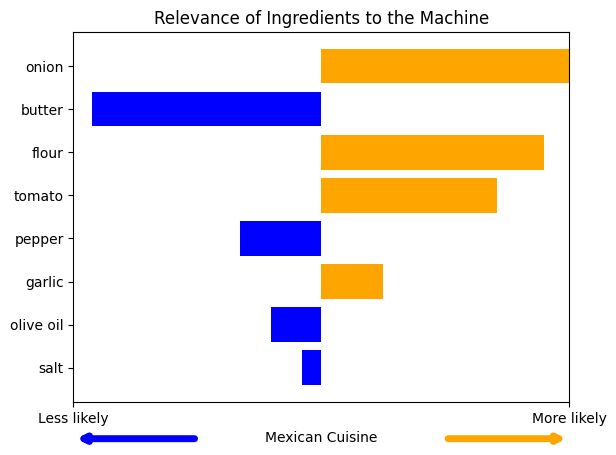 Relevance of Ingredients to the Machine
onion
butter
flour
tomato
pepper
garlic
olive oil
salt
Less likely
More likely
Mexican Cuisine